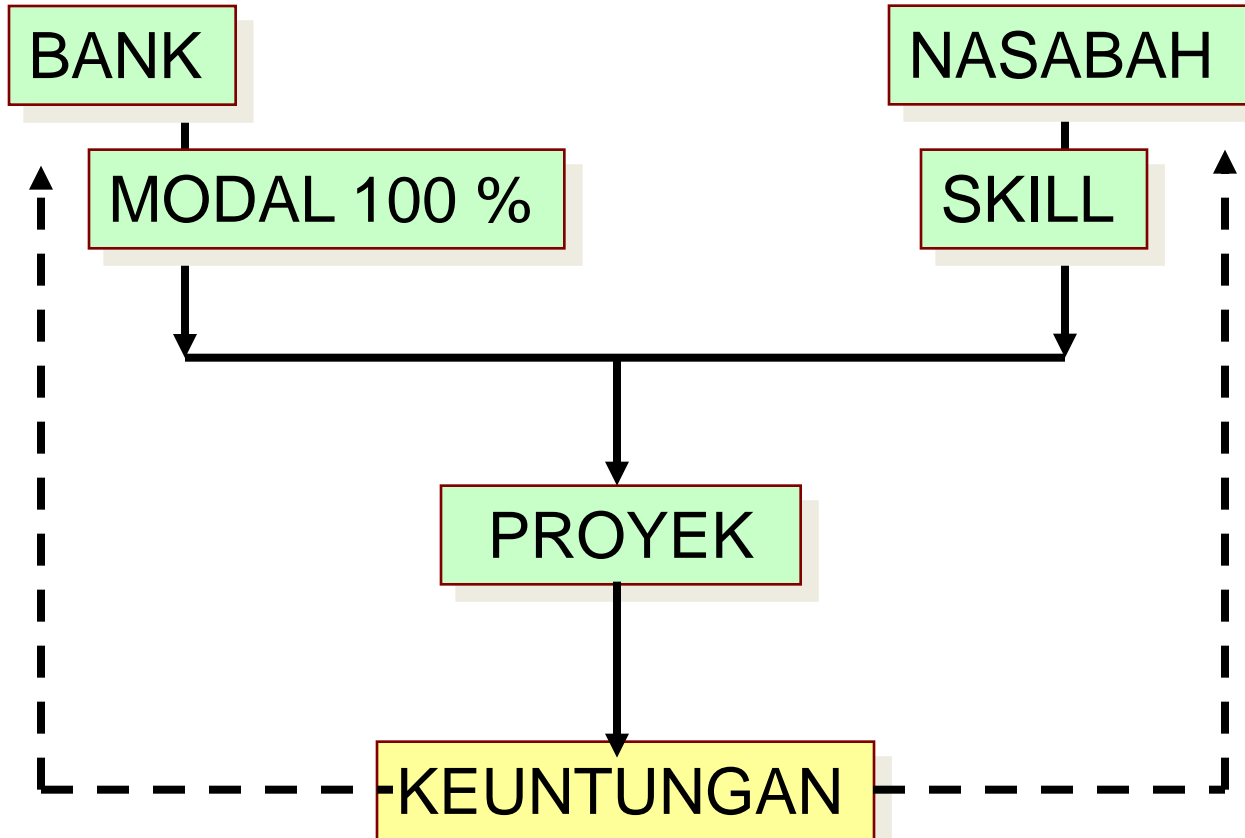 BANK
NASABAH
MODAL 100 %
SKILL
PROYEK
KEUNTUNGAN